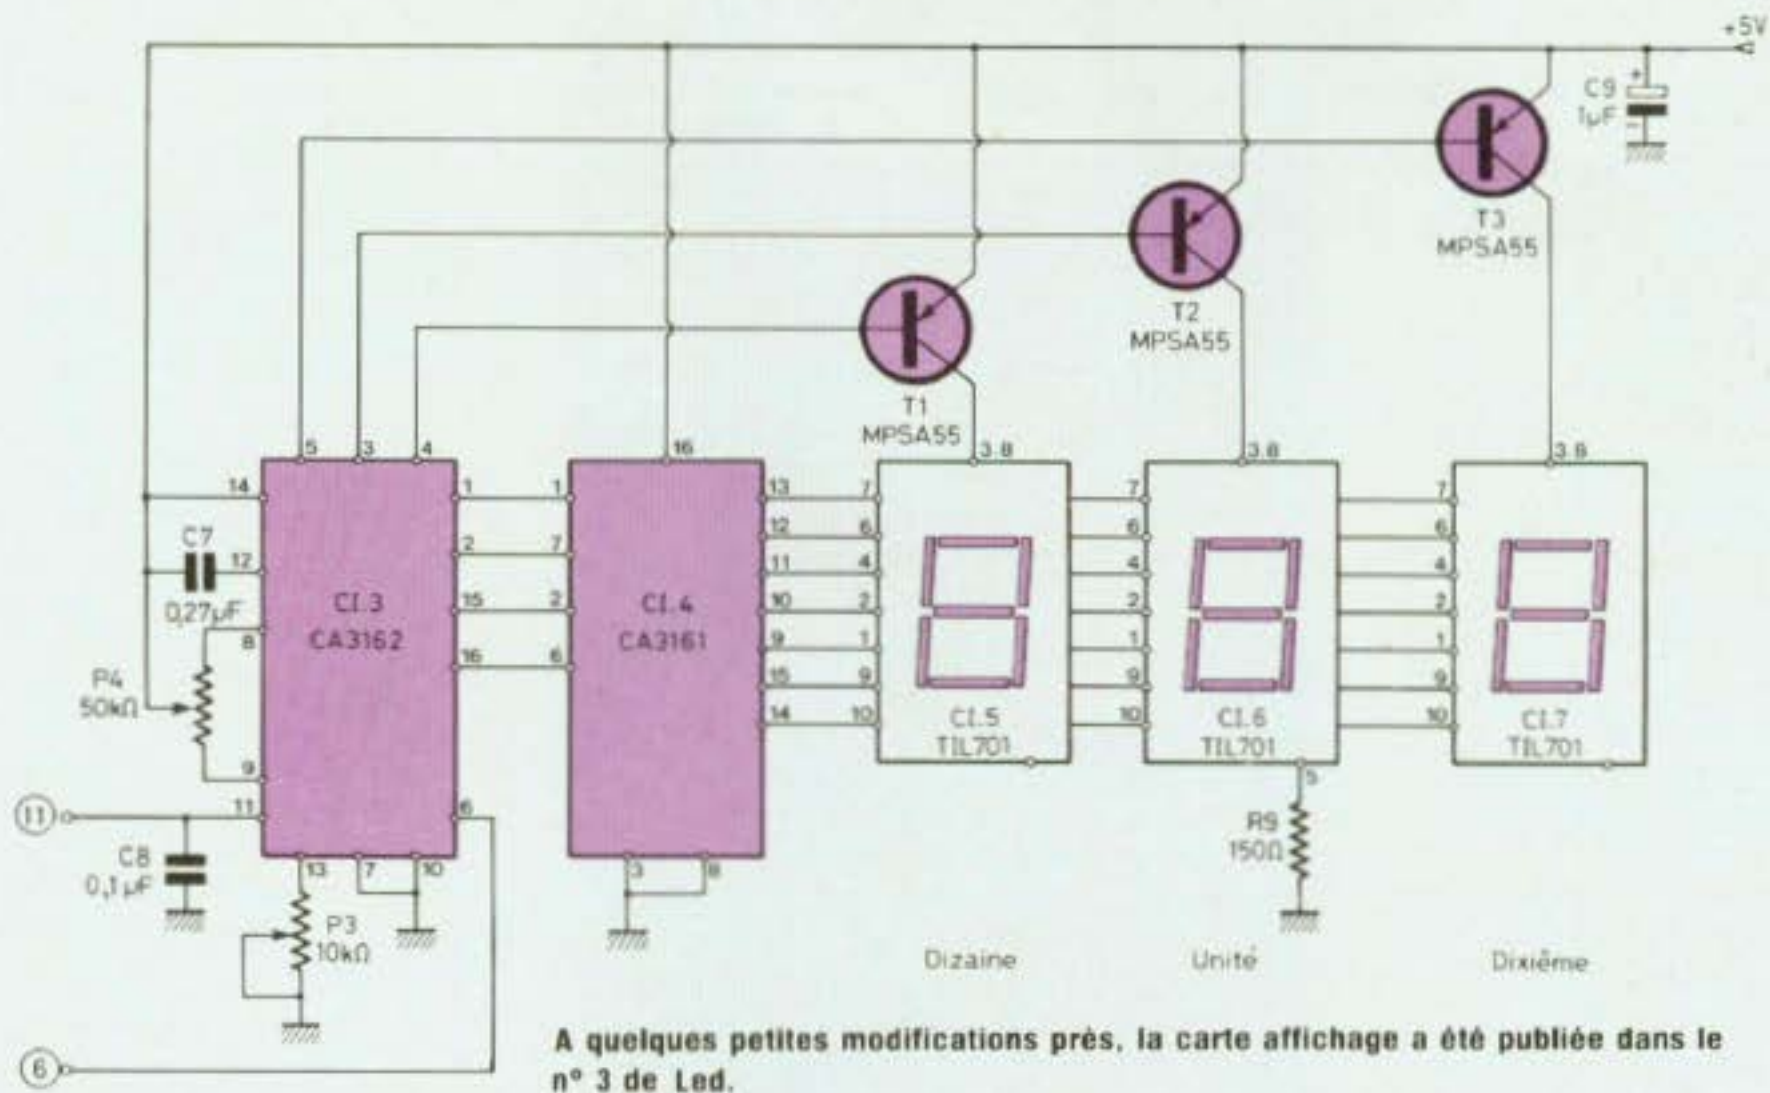 +5V
C9
1µF
T3
MPSA55
T2
MPSA55
T1
MPSA55
5
3
4
16
3.8
3.8
3.8
14
1
1
13
7
7
7
C7
12
0,27µF
2
7
12
6
6
6
11
4
4
4
CI.3
CA3162
15
2
CI.4
CA3161
10
2
2
2
8
9
1
1
1
P4
50kΩ
16
6
15
9
9
9
14
10
10
10
CI.5
TIL701
CI.6
TIL701
CI.7
TIL701
9
11
11
6
5
R9
150Ω
C8
0,1µF
13
7
10
3
8
P3
10kΩ
Dizaine
Unité
Dixième
6
A quelques petites modifications près, la carte affichage a été publiée dans le
n° 3 de Led.